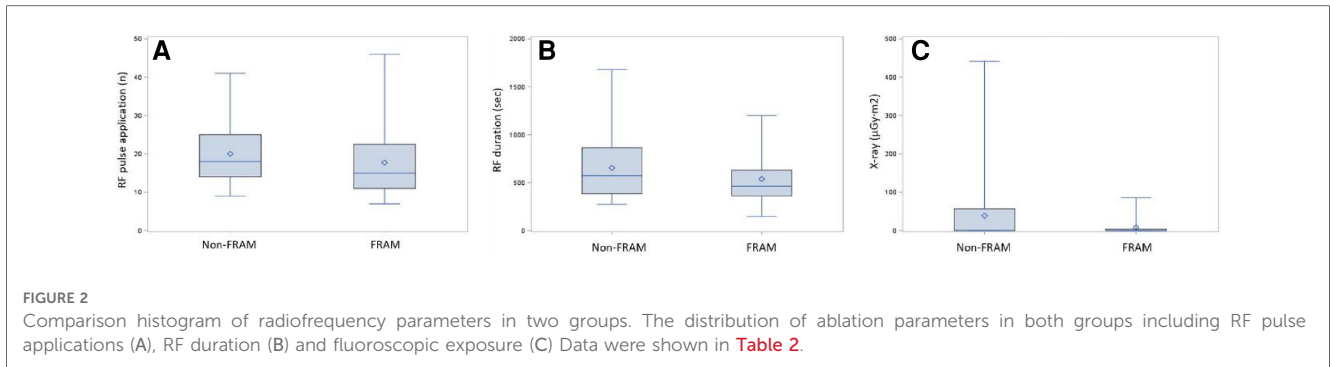 A
RF pulse application (n)
50
40
30
20
10
0
Non-FRAM FRAM
B
RF duration (sec)
2000
1500
1000
500
0
Non-FRAM FRAM
C
X-ray (µGy·m2)
500
400
300
200
100
0
Non-FRAM FRAM
FIGURE 2
Comparison histogram of radiofrequency parameters in two groups. The distribution of ablation parameters in both groups including RF pulse
applications (A), RF duration (B) and fluoroscopic exposure (C) Data were shown in Table 2.